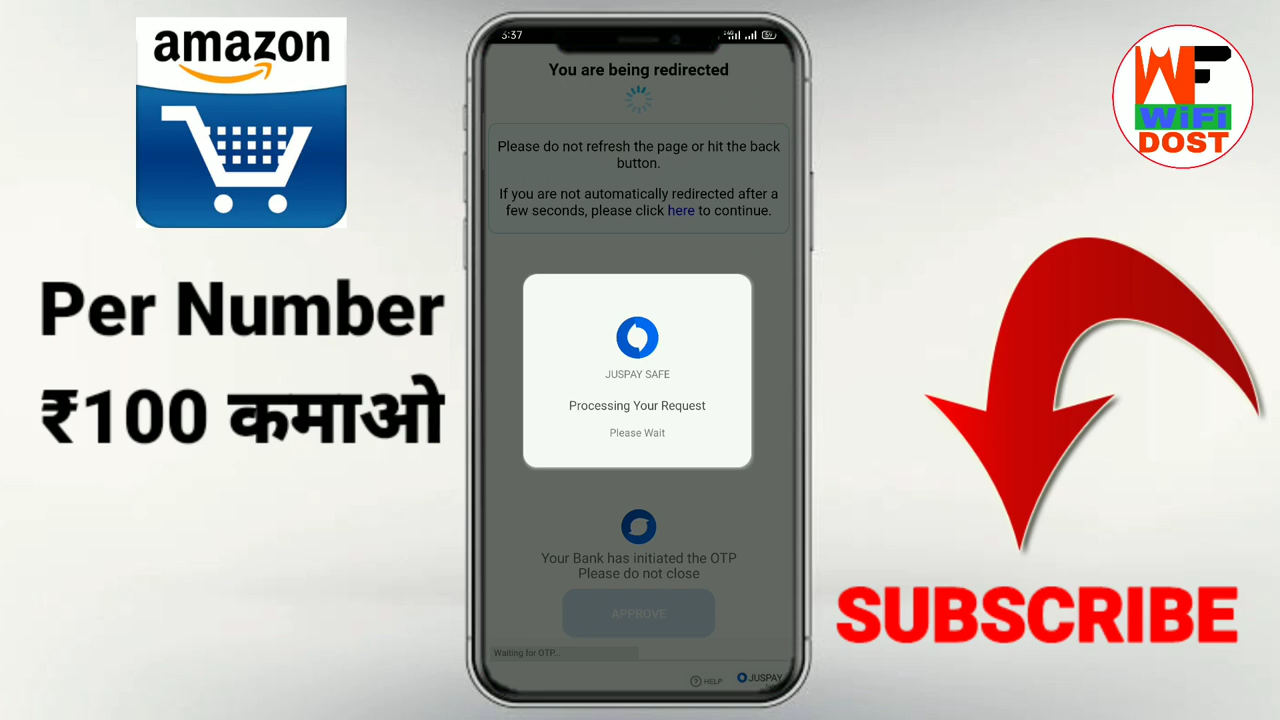 amazon
Per Number
₹100 कमाओ
3:37
You are being redirected
Please do not refresh the page or hit the back
button.
If you are not automatically redirected after a
few seconds, please click here to continue.
JUSPAY SAFE
Processing Your Request
Please Wait
Your Bank has initiated the OTP
Please do not close
APPROVE
Waiting for OTP...
HELP
JUSPAY
WF
WiFi
DOST
SUBSCRIBE